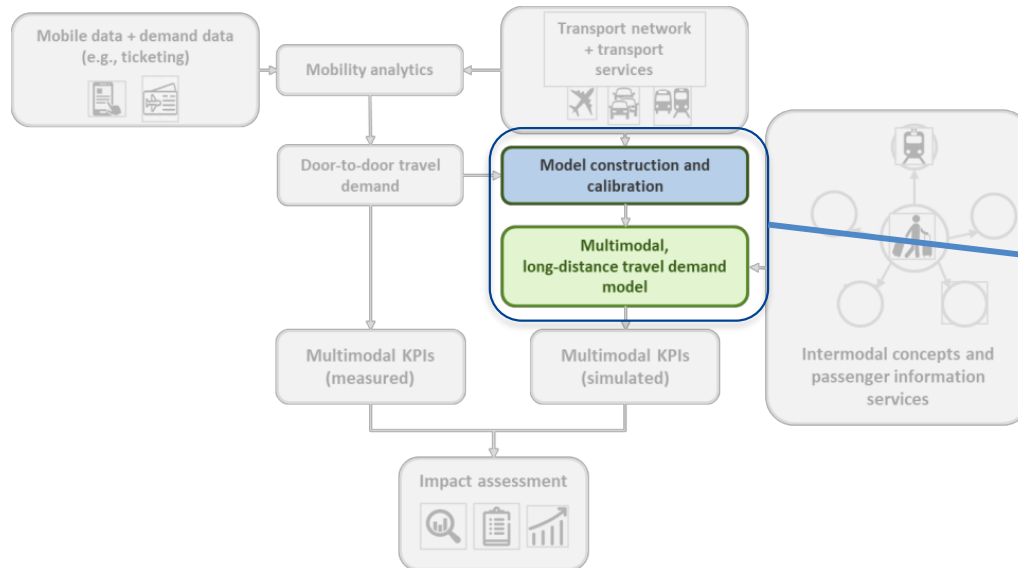 Mobile data + demand data
(e.g., ticketing)
Mobility analytics
Transport network
+ transport
services
Door-to-door travel
demand
Model construction and
calibration
Multimodal,
long-distance travel demand
model
Multimodal KPIs
(measured)
Multimodal KPIs
(simulated)
Intermodal concepts and
passenger information
services
Impact assessment